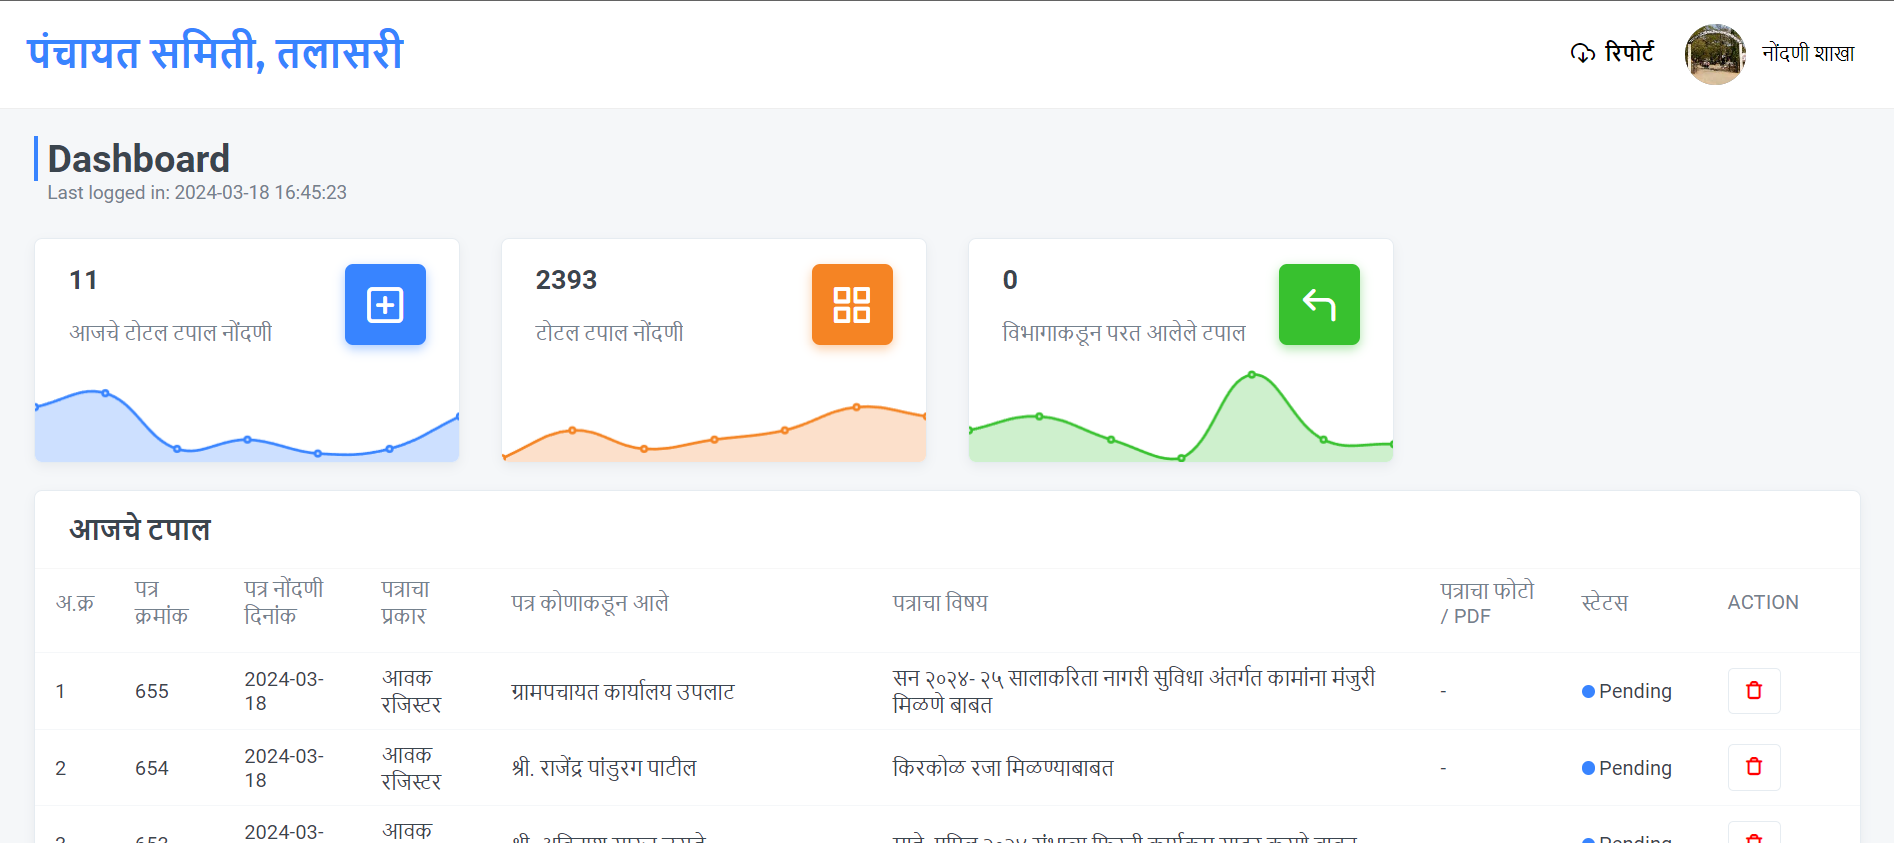 पंचायत समिती, तलासरी
रिपोर्ट
नोंदणी शाखा
Dashboard
Last logged in: 2024-03-18 16:45:23
11
आजचे टोटल टपाल नोंदणी
2393
टोटल टपाल नोंदणी
0
विभागाकडून परत आलेले टपाल
आजचे टपाल
अ.क्र
पत्र
क्रमांक
पत्र नोंदणी
दिनांक
पत्राचा
प्रकार
पत्र कोणाकडून आले
पत्राचा विषय
पत्राचा फोटो
/ PDF
स्टेटस
ACTION
1
655
2024-03-
18
आवक
रजिस्टर
ग्रामपचायत कार्यालय उपलाट
सन २०२४- २५ सालाकरिता नागरी सुविधा अंतर्गत कामांना मंजुरी
मिळणे बाबत
-
Pending
2
654
2024-03-
18
आवक
रजिस्टर
श्री. राजेंद्र पांडुरग पाटील
किरकोळ रजा मिळण्याबाबत
-
Pending
2024-03-
आवक
Pending